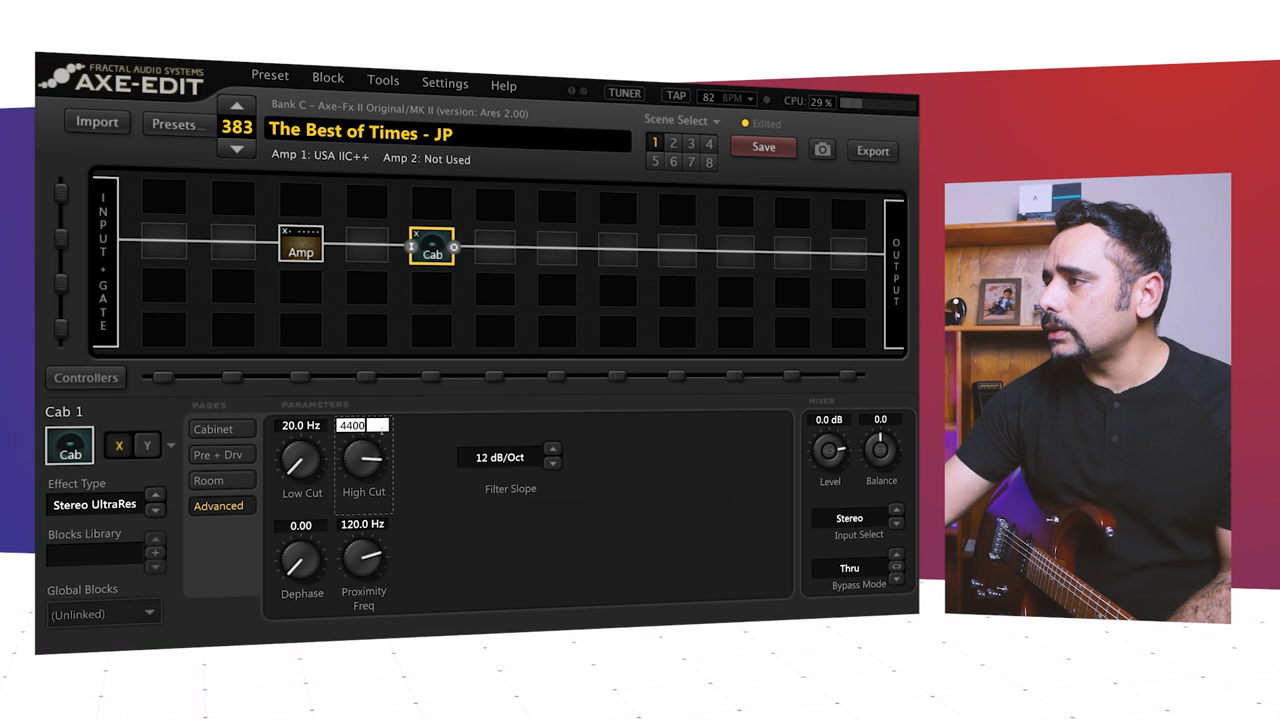 FRACTAL AUDIO SYSTEMS
AXE-EDIT
Preset Block Tools Settings Help
TUNER TAP 82 BPM CPU: 29 %
Import Presets... 383
Bank C - Axe-Fx II Original/MK II (version: Ares 2.00)
The Best of Times - JP
Amp 1: USA IIC++ Amp 2: Not Used
Scene Select Edited
1 2 3 4
5 6 7 8
Save Export
INPUT + GATE
X
Amp
X
Cab
OUTPUT
Controllers
Cab 1
Cab
X Y
Effect Type
Stereo UltraRes
Blocks Library
Global Blocks
(Unlinked)
PAGES
Cabinet
Pre + Drv
Room
Advanced
PARAMETERS
20.0 Hz 4400
Low Cut High Cut
12 dB/Oct
Filter Slope
0.00 120.0 Hz
Dephase Proximity
Freq
MIXER
0.0 dB 0.0
Level Balance
Stereo
Input Select
Thru
Bypass Mode